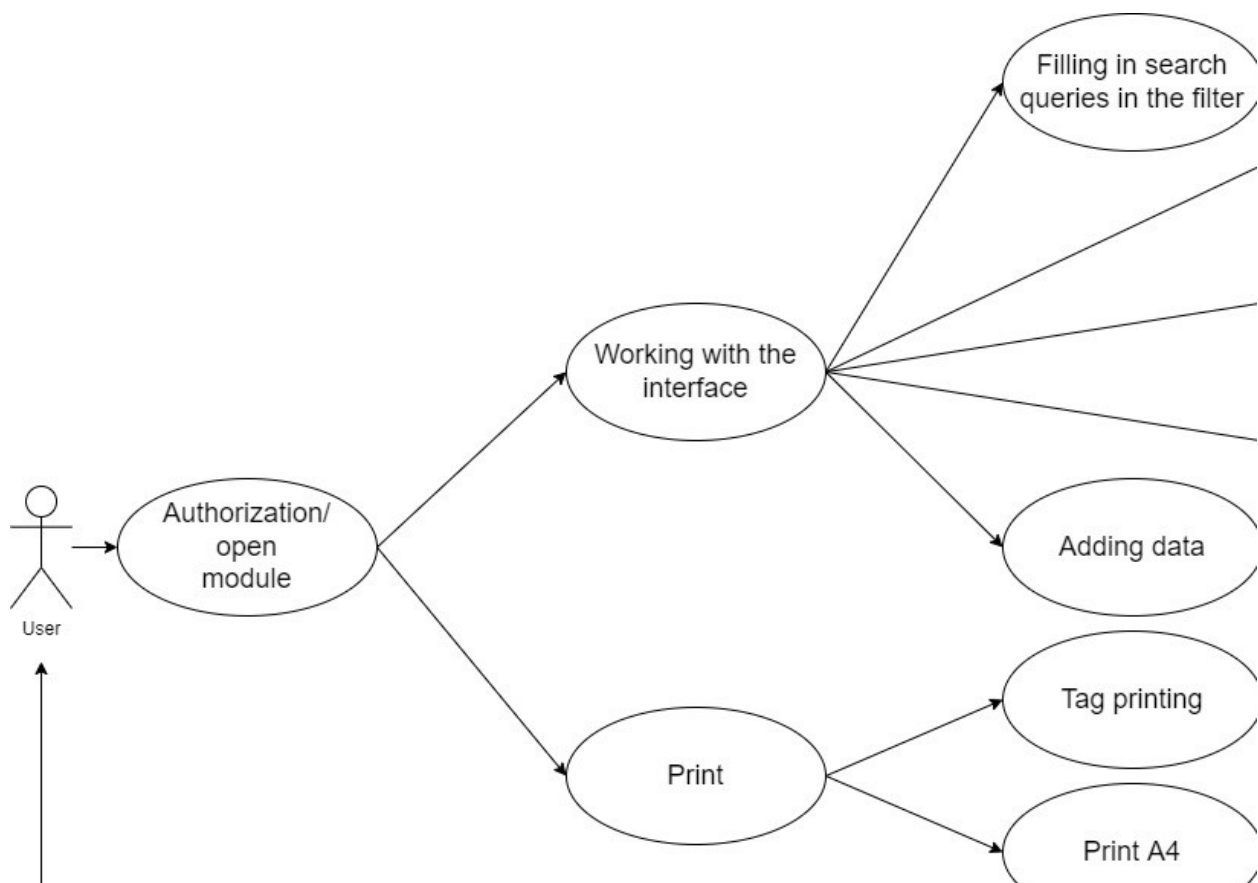 Filling in search
queries in the filter
Working with the
interface
Authorization/
open
module
User
Adding data
Tag printing
Print
Print A4